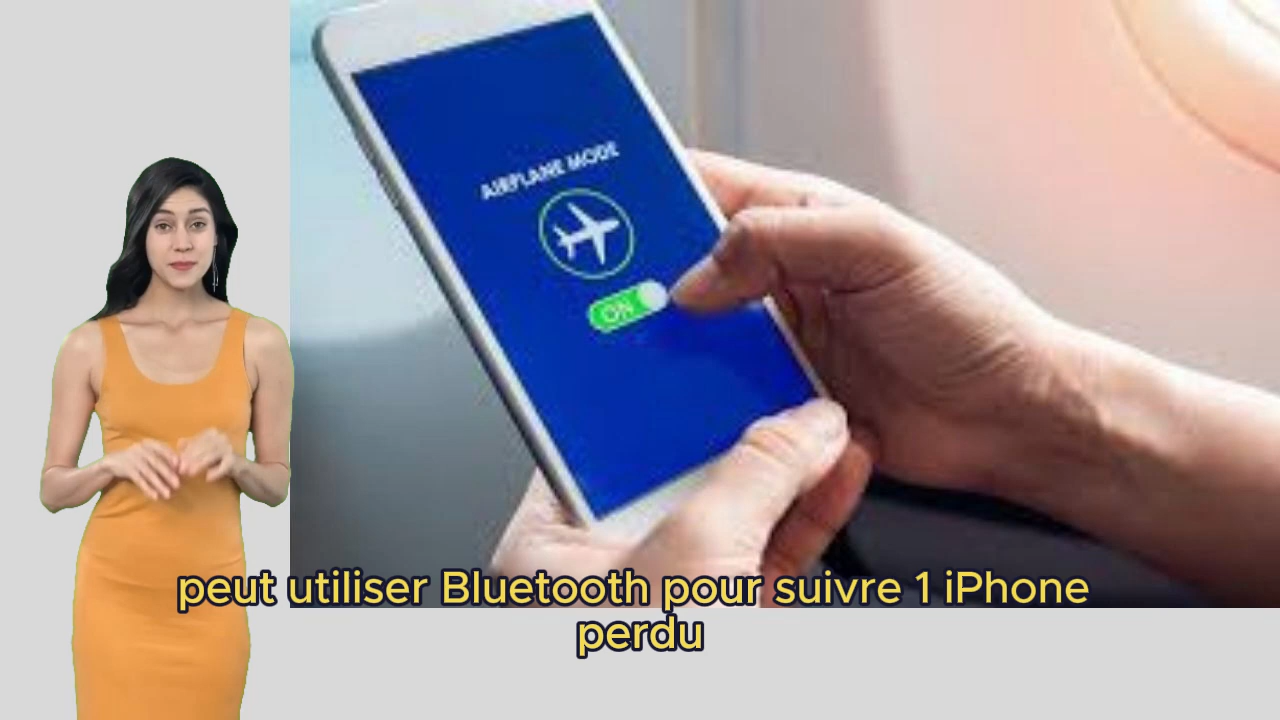 AIRPLANE MODE
ON
peut utiliser Bluetooth pour suivre 1 iPhone
perdu